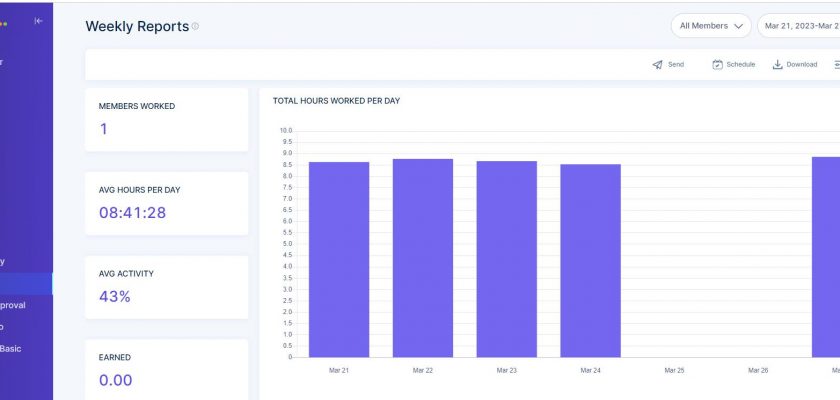 Weekly Reports
All Members
Mar 21, 2023-Mar 2
Send
Schedule
Download
MEMBERS WORKED
1
AVG HOURS PER DAY
08:41:28
AVG ACTIVITY
43%
EARNED
0.00
TOTAL HOURS WORKED PER DAY
10.0
9.5
9.0
8.5
8.0
7.5
7.0
6.5
6.0
5.5
5.0
4.5
4.0
3.5
3.0
2.5
2.0
1.5
1.0
0.5
0
Mar 21
Mar 22
Mar 23
Mar 24
Mar 25
Mar 26
Ma
r
y
proval
o
Basic